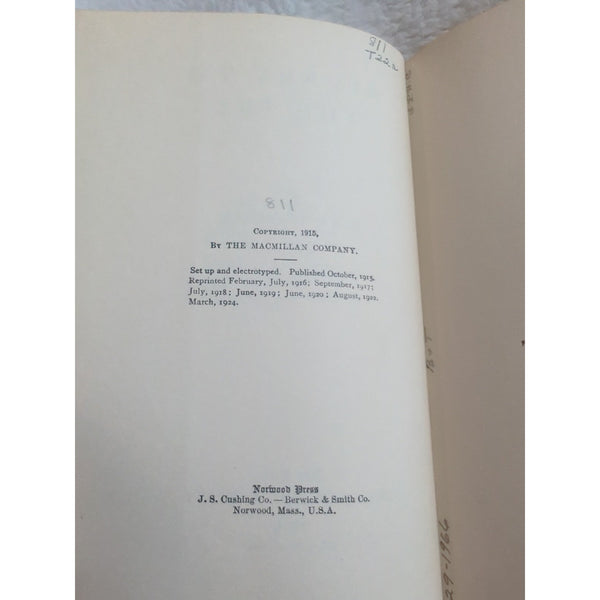 811
T22r
811
COPYRIGHT, 1915,
BY THE MACMILLAN COMPANY.
Set up and electrotyped. Published October, 1915.
Reprinted February, July, 1916; September, 1917;
July, 1918; June, 1919; June, 1920; August, 1922.
March, 1924.
Norwood Press
J. S. Cushing Co.—Berwick & Smith Co.
Norwood, Mass., U.S.A.
29-1966